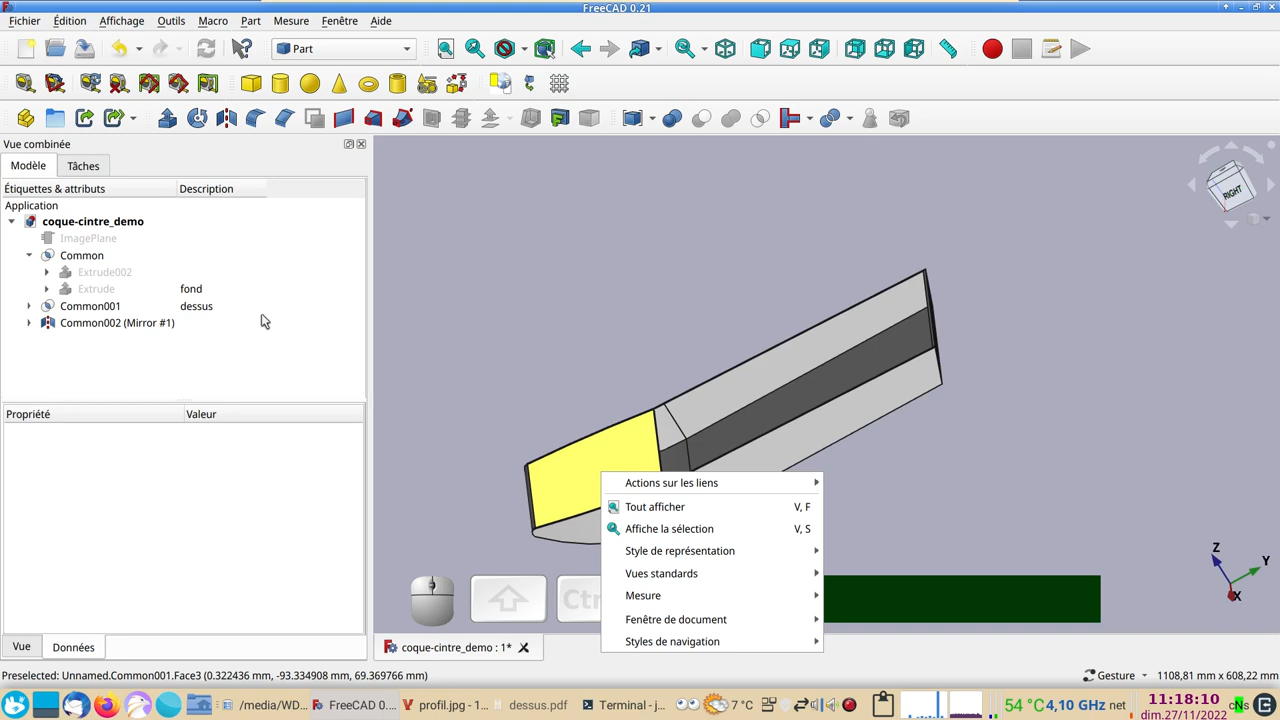 FreeCAD 0.21
Fichier Édition Affichage Outils Macro Part Mesure Fenêtre Aide
Part
Vue combinée
Modèle Tâches
Étiquettes & attributs Description
Application
coque-cintre_demo
ImagePlane
Common
Extrude002
Extrude fond
Common001 dessus
Common002 (Mirror #1)
RIGHT
Propriété Valeur
Actions sur les liens
Tout afficher V, F
Affiche la sélection V, S
Style de représentation
Vues standards
Mesure
Fenêtre de document
Styles de navigation
Ctr
Z
Y
X
Vue Données
coque-cintre_demo : 1*
Preselected: Unnamed.Common001.Face3 (0.322436 mm, -93.334908 mm, 69.369766 mm)
Gesture
1108,81 mm x 608,22 mm
/media/WD...
FreeCAD 0....
profil.jpg - 1...
dessus.pdf
Terminal - j...
7 °C
54 °C 4,10 GHz net
11:18:10
dim.27/11/2022
cNs